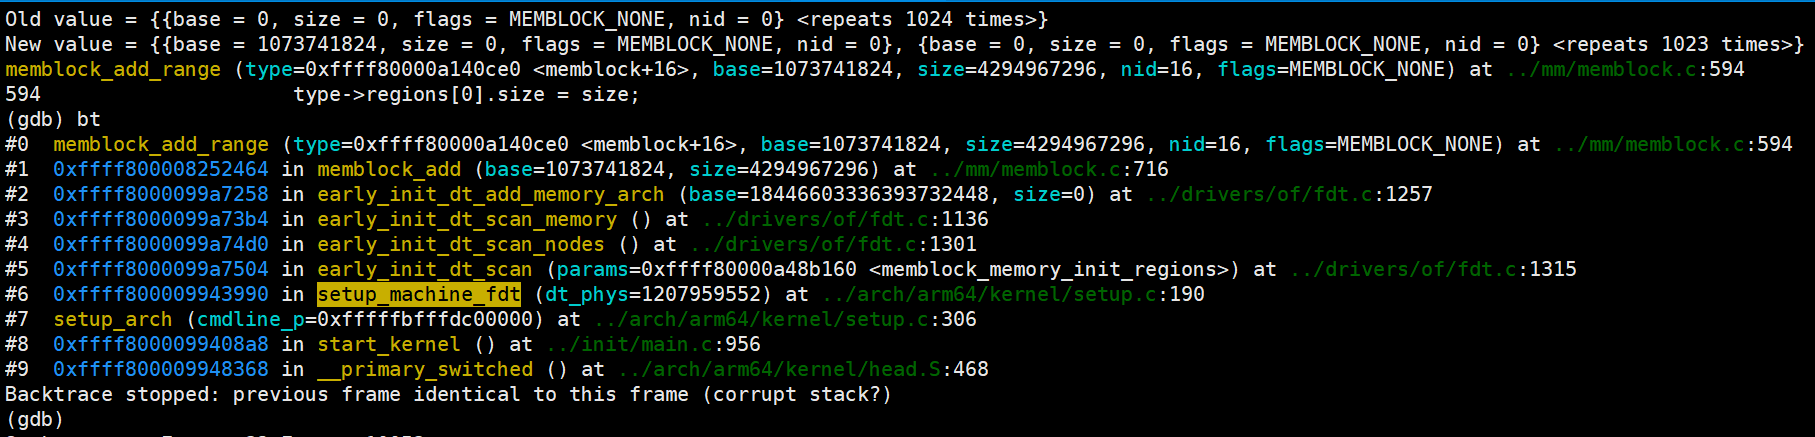 Old value = {{base = 0, size = 0, flags = MEMBLOCK_NONE, nid = 0} <repeats 1024 times>}
New value = {{base = 1073741824, size = 0, flags = MEMBLOCK_NONE, nid = 0}, {base = 0, size = 0, flags = MEMBLOCK_NONE, nid = 0} <repeats 1023 times>}
memblock_add_range (type=0xffff80000a140ce0 <memblock+16>, base=1073741824, size=4294967296, nid=16, flags=MEMBLOCK_NONE) at ../mm/memblock.c:594
594                     type->regions[0].size = size;
(gdb) bt
#0  memblock_add_range (type=0xffff80000a140ce0 <memblock+16>, base=1073741824, size=4294967296, nid=16, flags=MEMBLOCK_NONE) at ../mm/memblock.c:594
#1  0xffff800008252464 in memblock_add (base=1073741824, size=4294967296) at ../mm/memblock.c:716
#2  0xffff8000099a7258 in early_init_dt_add_memory_arch (base=18446603336393732448, size=0) at ../drivers/of/fdt.c:1257
#3  0xffff8000099a73b4 in early_init_dt_scan_memory () at ../drivers/of/fdt.c:1136
#4  0xffff8000099a74d0 in early_init_dt_scan_nodes () at ../drivers/of/fdt.c:1301
#5  0xffff8000099a7504 in early_init_dt_scan (params=0xffff80000a48b160 <memblock_memory_init_regions>) at ../drivers/of/fdt.c:1315
#6  0xffff800009943990 in setup_machine_fdt (dt_phys=1207959552) at ../arch/arm64/kernel/setup.c:190
#7  setup_arch (cmdline_p=0xfffffbfffdc00000) at ../arch/arm64/kernel/setup.c:306
#8  0xffff8000099408a8 in start_kernel () at ../init/main.c:956
#9  0xffff800009948368 in __primary_switched () at ../arch/arm64/kernel/head.S:468
Backtrace stopped: previous frame identical to this frame (corrupt stack?)
(gdb)